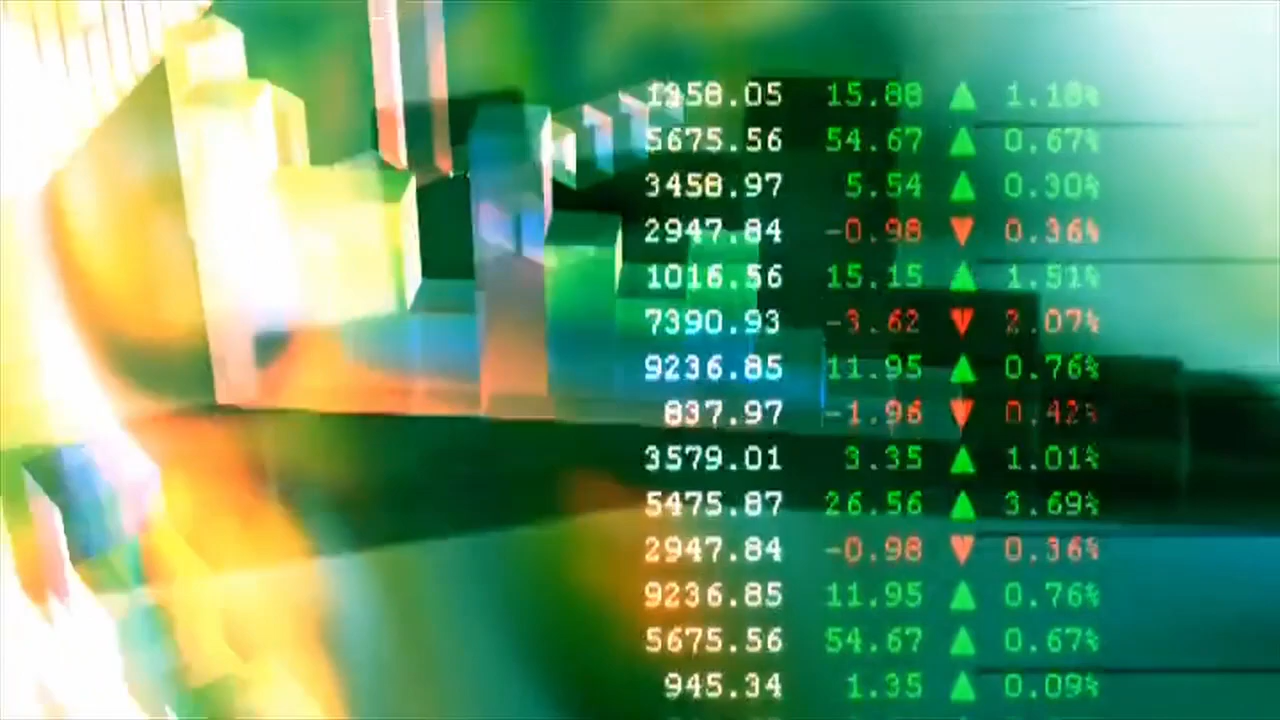 1358.05 15.88 ▲ 1.18%
5675.56 54.67 ▲ 0.67%
3458.97 5.54 ▲ 0.30%
2947.84 -0.98 ▼ 0.36%
1016.56 15.15 ▲ 1.51%
7390.93 -3.62 ▼ 2.07%
9236.85 11.95 ▲ 0.76%
837.97 -1.96 ▼ 0.42%
3579.01 3.35 ▲ 1.01%
5475.87 26.56 ▲ 3.69%
2947.84 -0.98 ▼ 0.36%
9236.85 11.95 ▲ 0.76%
5675.56 54.67 ▲ 0.67%
945.34 1.35 ▲ 0.09%